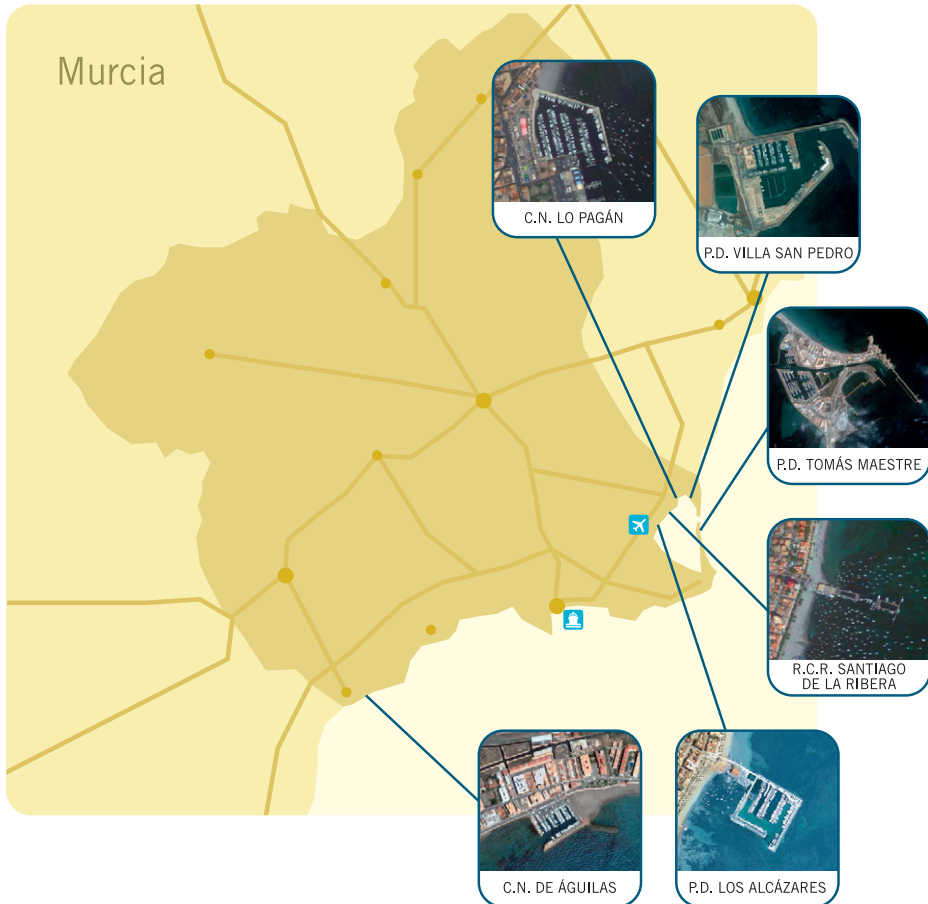 Murcia
C.N. LO PAGÁN
P.D. VILLA SAN PEDRO
P.D. TOMÁS MAESTRE
R.C.R. SANTIAGO
DE LA RIBERA
C.N. DE ÁGUILAS
P.D. LOS ALCÁZARES